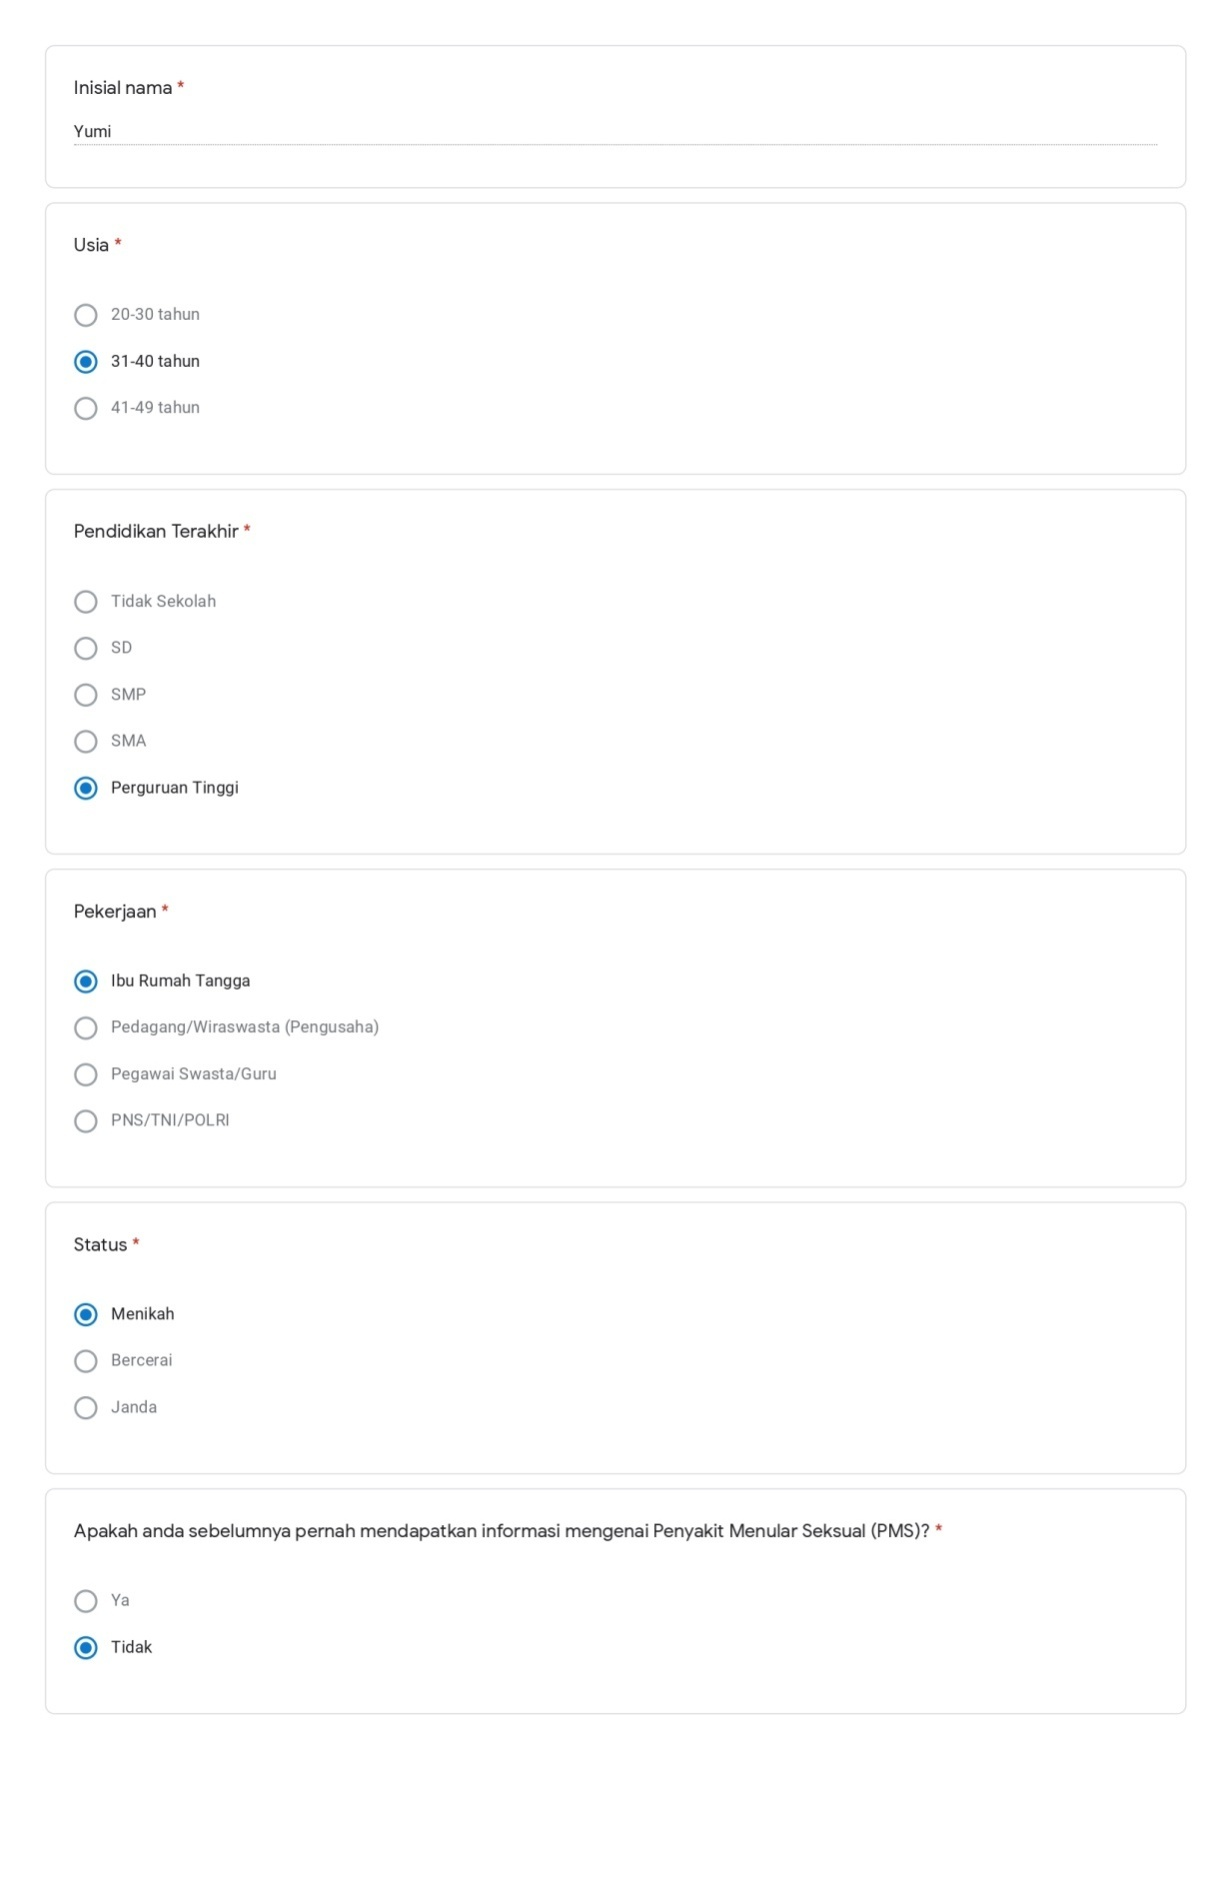 Inisial nama *
Yumi
Usia *
20-30 tahun
31-40 tahun
41-49 tahun
Pendidikan Terakhir *
Tidak Sekolah
SD
SMP
SMA
Perguruan Tinggi
Pekerjaan *
Ibu Rumah Tangga
Pedagang/Wiraswasta (Pengusaha)
Pegawai Swasta/Guru
PNS/TNI/POLRI
Status *
Menikah
Bercerai
Janda
Apakah anda sebelumnya pernah mendapatkan informasi mengenai Penyakit Menular Seksual (PMS)? *
Ya
Tidak